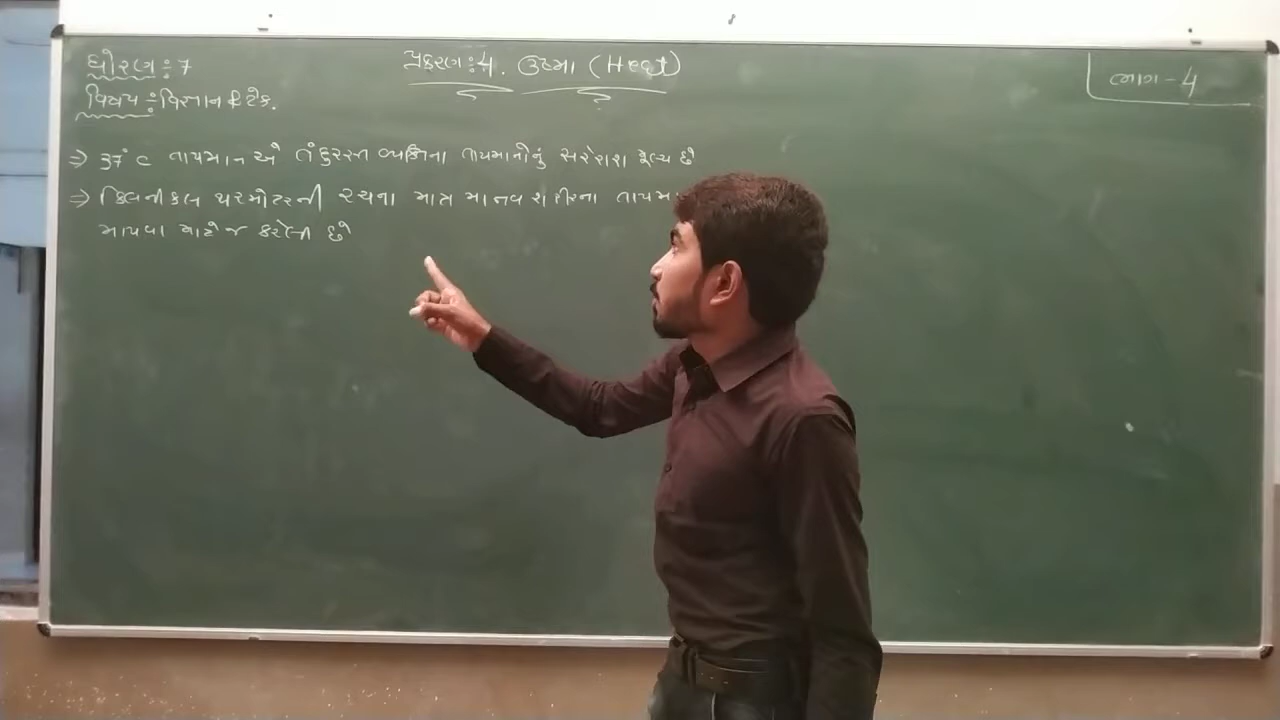 ધોરણ : 7
પ્રકરણ : 4. ઉષ્મા (Heat)
ભાગ - 4
વિષય : વિજ્ઞાન & ટેક.
⇒ 37° C તાપમાન એ તંદુરસ્ત વ્યક્તિના તાપમાનોનું સરેરાશ મૂલ્ય છે
⇒ ક્લિનીકલ થરમોમીટરની રચના માત્ર માનવ શરીરના તાપમા
માપવા માટે જ કરેલી છે